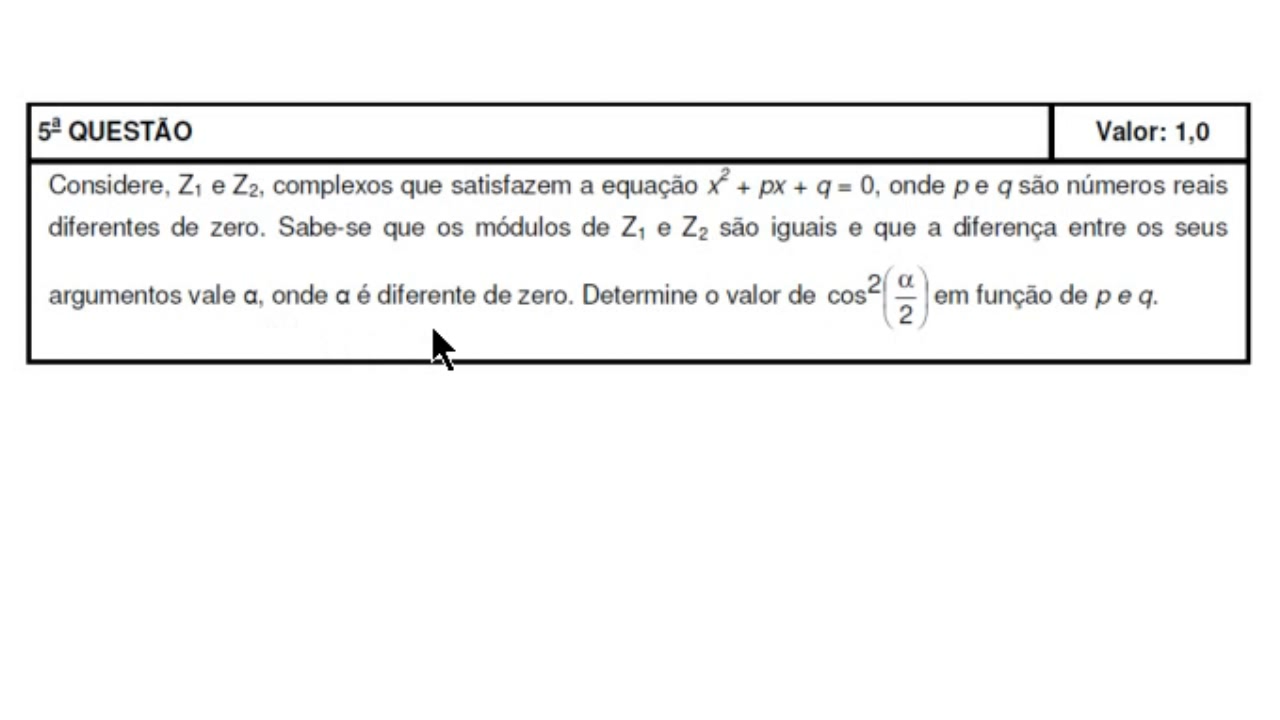 5ª QUESTÃO
Valor: 1,0
Considere, Z₁ e Z₂, complexos que satisfazem a equação x² + px + q = 0, onde p e q são números reais
diferentes de zero. Sabe-se que os módulos de Z₁ e Z₂ são iguais e que a diferença entre os seus
argumentos vale α, onde α é diferente de zero. Determine o valor de cos²(α/2) em função de p e q.